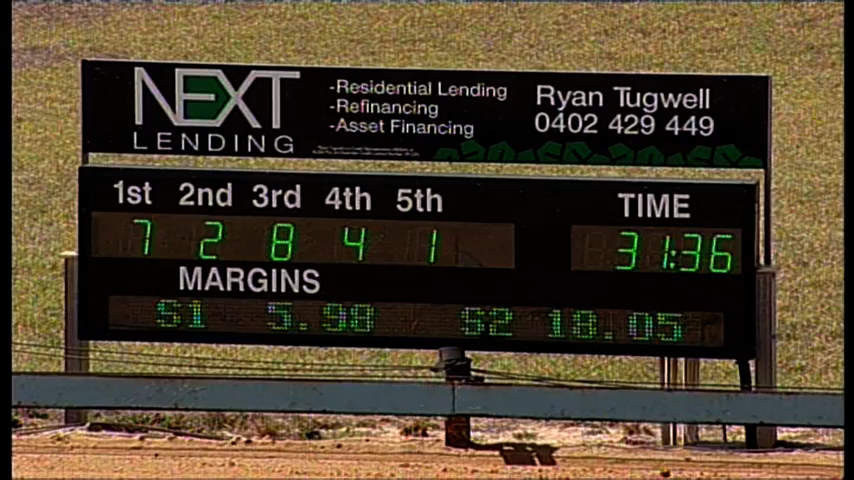 NEXT
LENDING
-Residential Lending
-Refinancing
-Asset Financing
Ryan Tugwell
0402 429 449
1st 2nd 3rd 4th 5th TIME
7 2 8 4 1 31:36
MARGINS
S1 5.98 S2 18.05